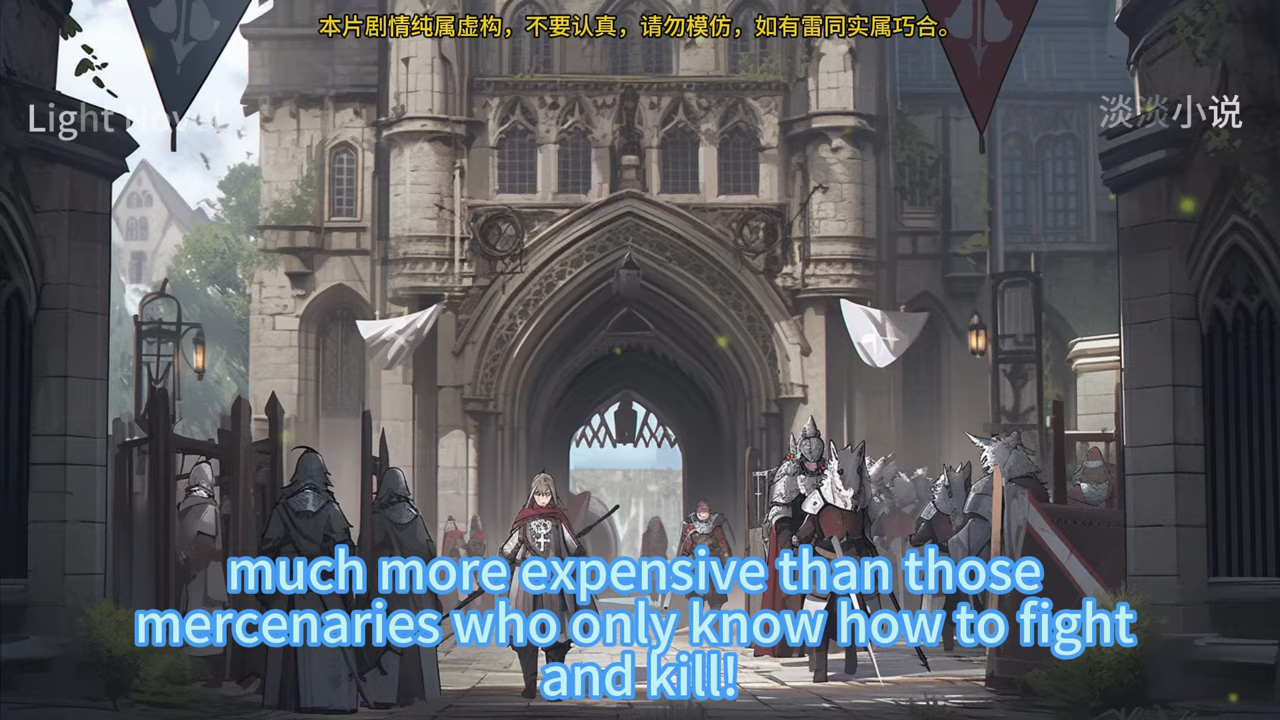 本片剧情纯属虚构，不要认真，请勿模仿，如有雷同实属巧合。
Light Novel
淡淡小说
much more expensive than those
mercenaries who only know how to fight
and kill!